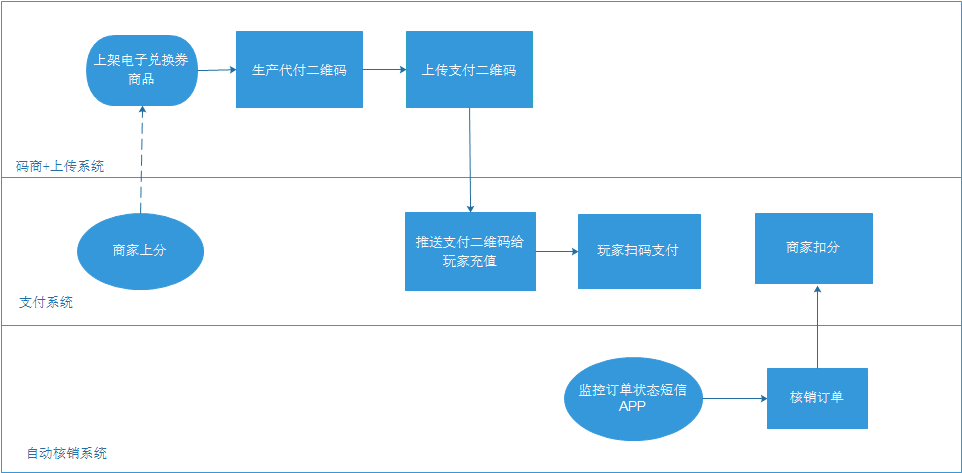 上架电子兑换券
商品
生产代付二维码
上传支付二维码
码商+上传系统
商家上分
推送支付二维码给
玩家充值
玩家扫码支付
商家扣分
支付系统
监控订单状态短信
APP
核销订单
自动核销系统